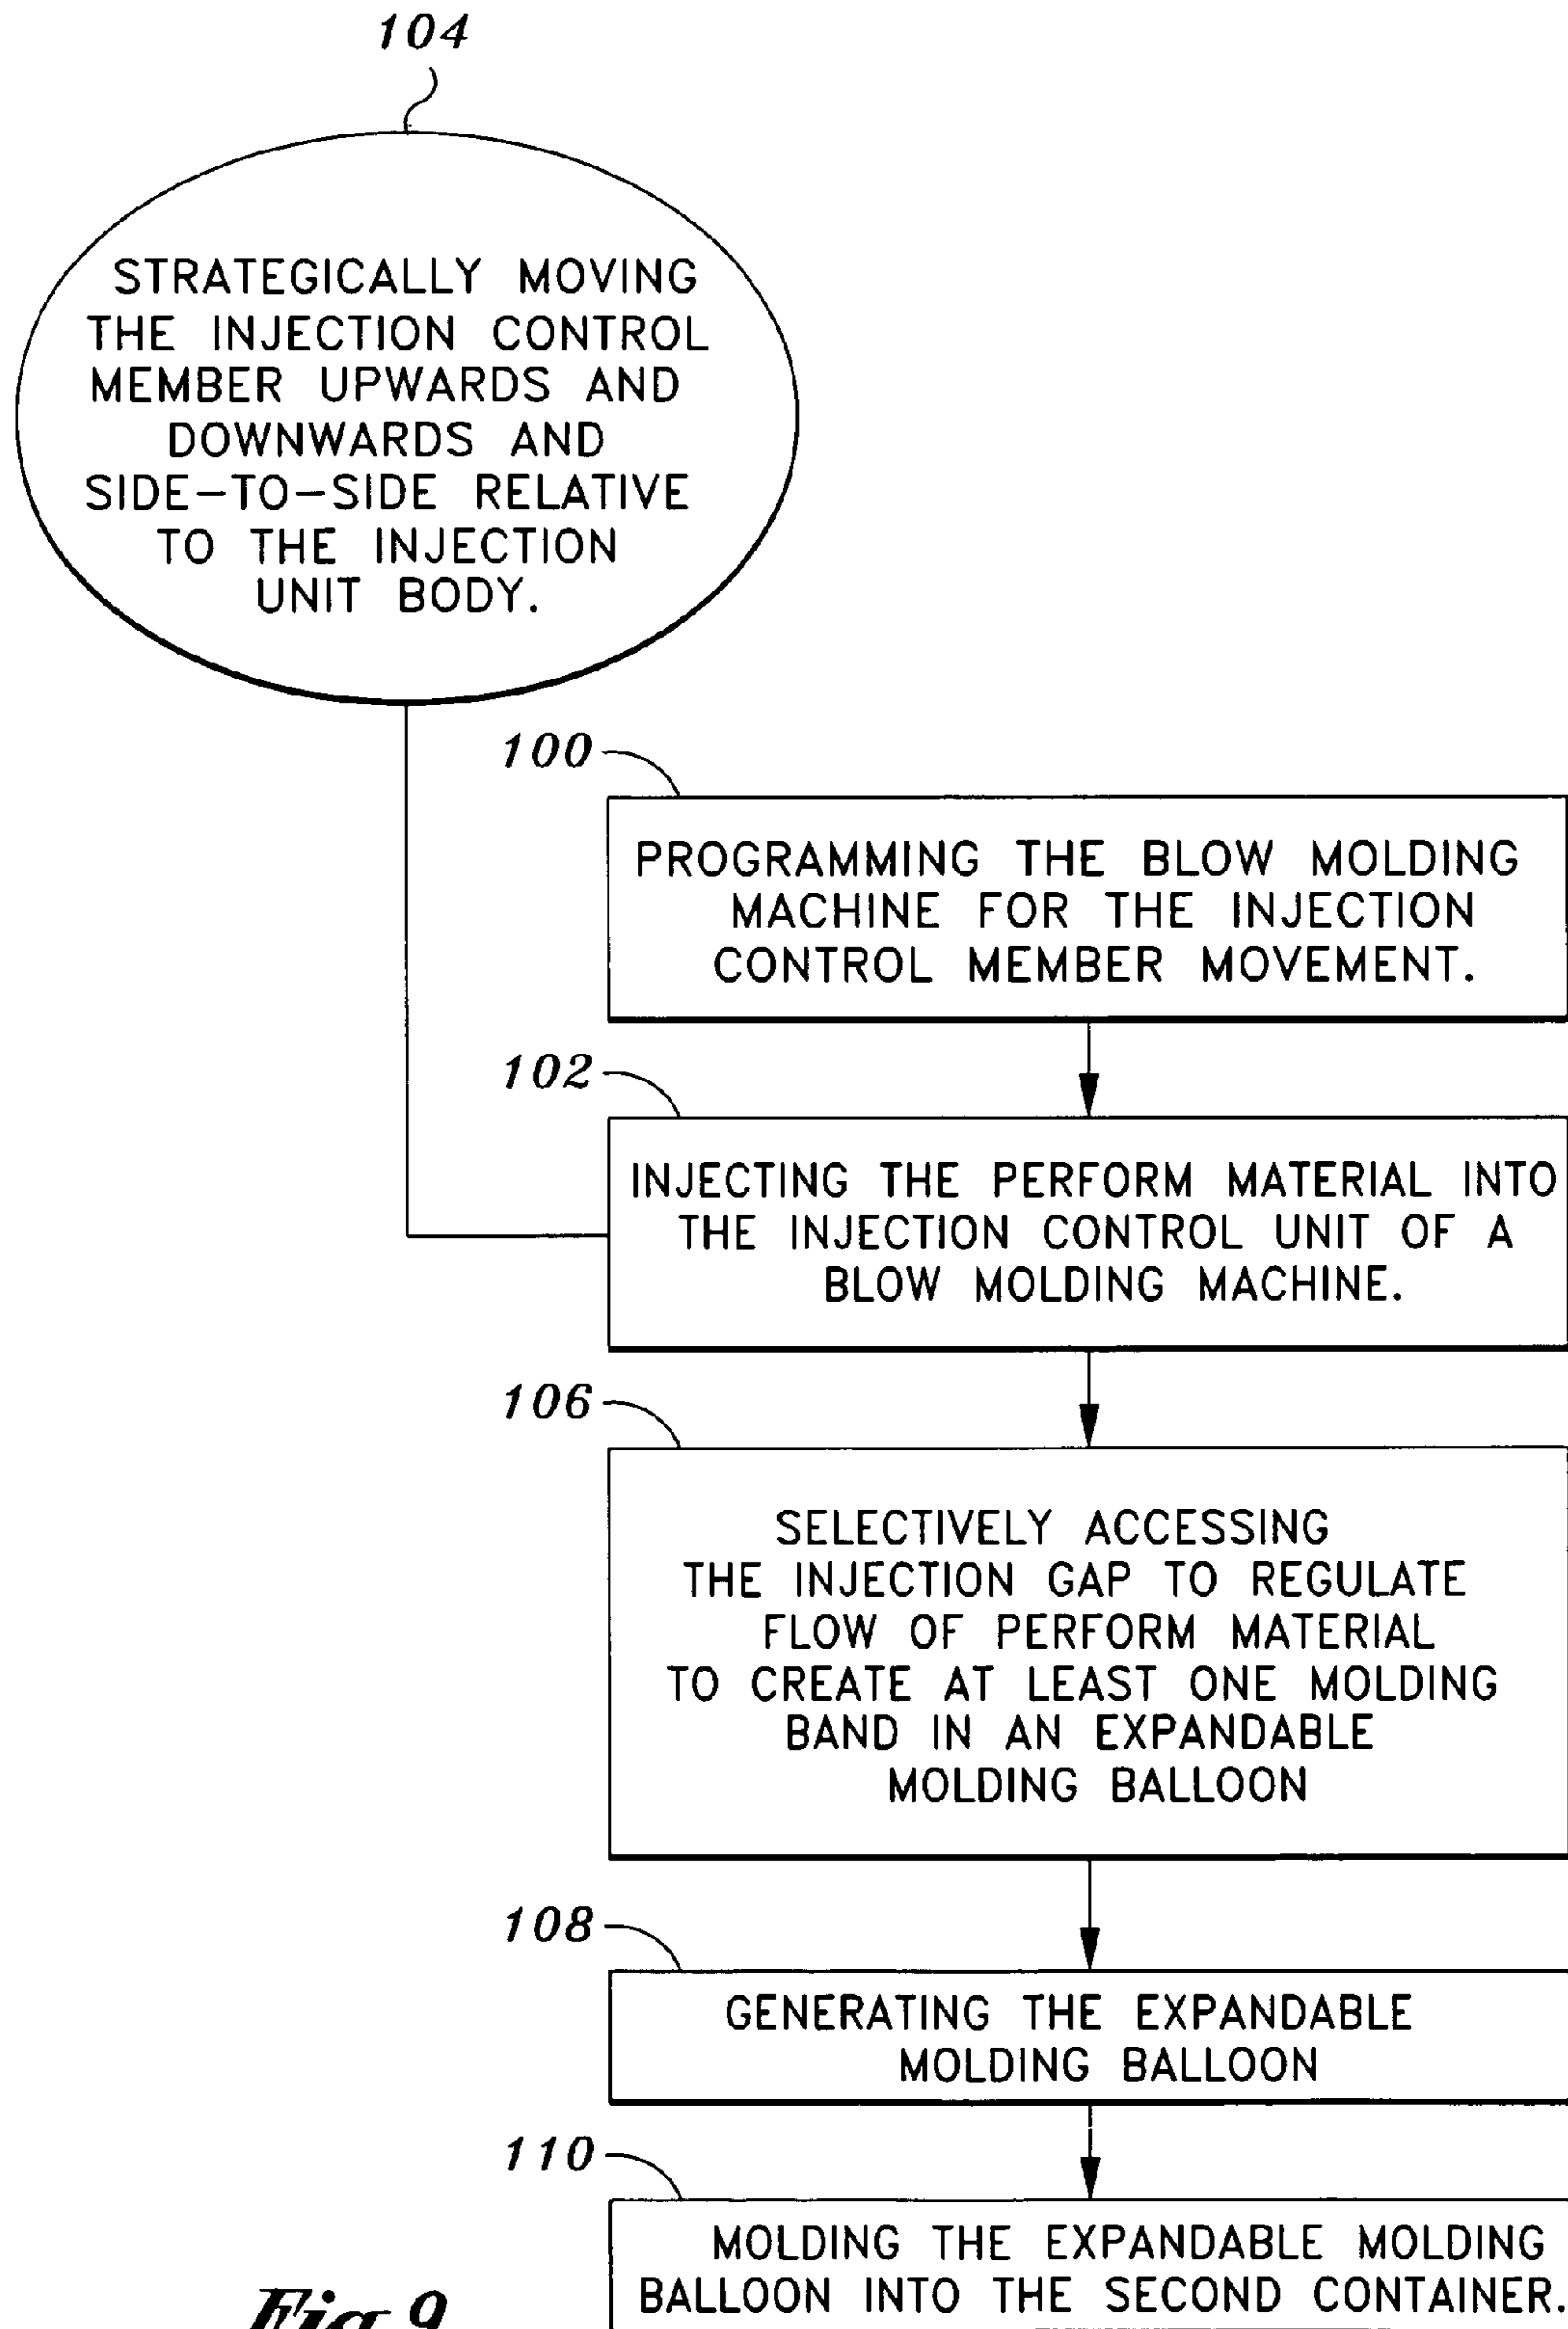 104
STRATEGICALLY MOVING
THE INJECTION CONTROL
MEMBER UPWARDS AND
DOWNWARDS AND
SIDE-TO-SIDE RELATIVE
TO THE INJECTION
UNIT BODY.
100
PROGRAMMING THE BLOW MOLDING
MACHINE FOR THE INJECTION
CONTROL MEMBER MOVEMENT.
102
INJECTING THE PERFORM MATERIAL INTO
THE INJECTION CONTROL UNIT OF A
BLOW MOLDING MACHINE.
106
SELECTIVELY ACCESSING
THE INJECTION GAP TO REGULATE
FLOW OF PERFORM MATERIAL
TO CREATE AT LEAST ONE MOLDING
BAND IN AN EXPANDABLE
MOLDING BALLOON
108
GENERATING THE EXPANDABLE
MOLDING BALLOON
110
MOLDING THE EXPANDABLE MOLDING
BALLOON INTO THE SECOND CONTAINER.
Fig 9